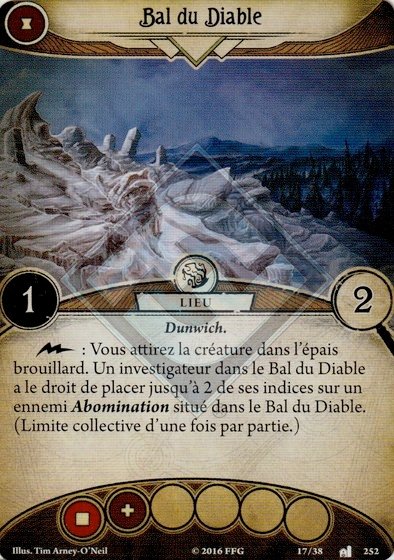 Bal du Diable
1
LIEU
2
Dunwich.
: Vous attirez la créature dans l'épais
brouillard. Un investigateur dans le Bal du Diable
a le droit de placer jusqu'à 2 de ses indices sur un
ennemi Abomination situé dans le Bal du Diable.
(Limite collective d'une fois par partie.)
Illus. Tim Arney-O'Neil
© 2016 FFG
17/38
252